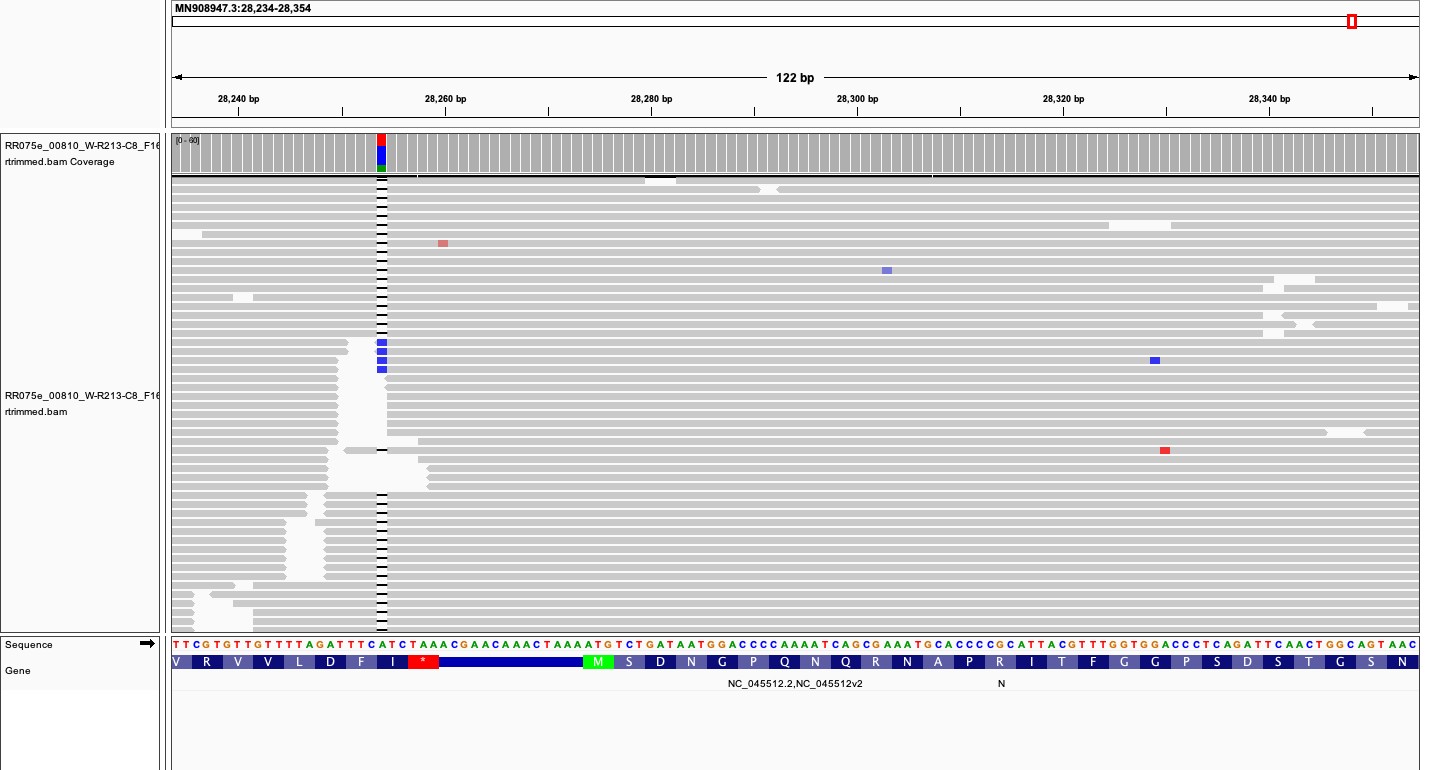 MN908947.3:28,234-28,354
122 bp
28,240 bp 28,260 bp 28,280 bp 28,300 bp 28,320 bp 28,340 bp
RR075e_00810_W-R213-C8_F16
rtrimmed.bam Coverage
[0 - 60]
RR075e_00810_W-R213-C8_F16
rtrimmed.bam
Sequence
TTCGTGTTGTTTTAGATTTCATCTAAACGAACAAACTAAAATGTCTGATAATGGACCCCAAAATCAGCGAAATGCACCCCGCATTACGTTTGGTGGACCCTCAGATTCAACTGGCAGTAAC
Gene
V R V V L D F I * M S D N G P Q N Q R N A P R I T F G G P S D S T G S N
NC_045512.2,NC_045512v2 N